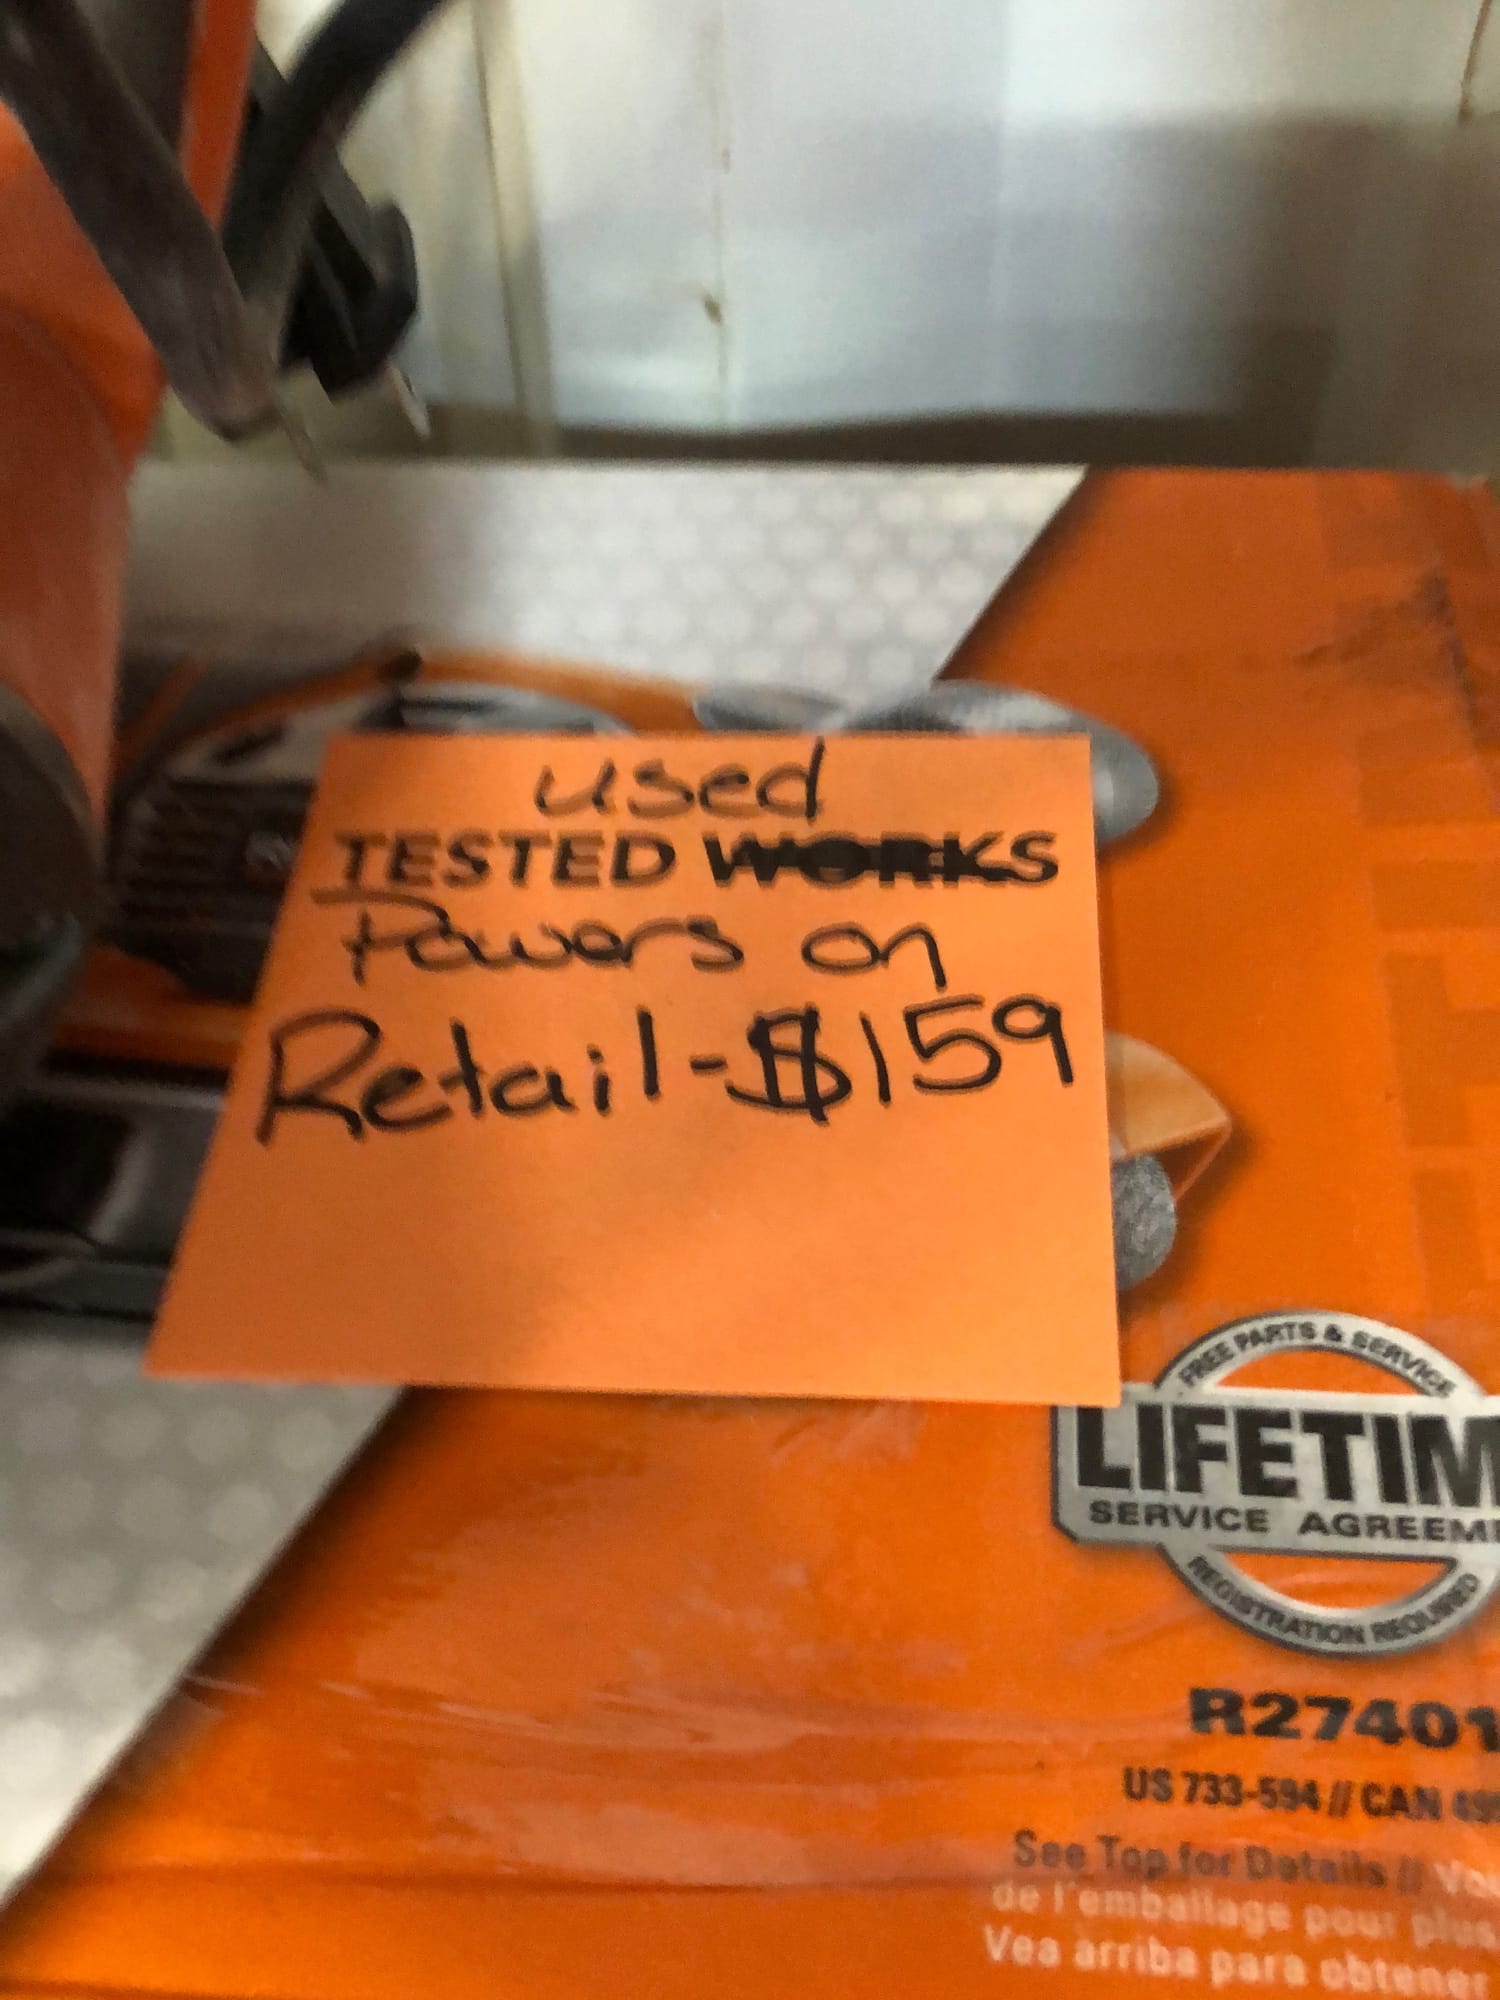 used
TESTED WORKS
Powers on
Retail-$159
FREE PARTS & SERVICE
LIFETIM
SERVICE AGREEM
REGISTRATION REQUIRED
R27401
US 733-594 // CAN
See Top for Details //
de l'emballage pour plus
Vea arriba para obtener